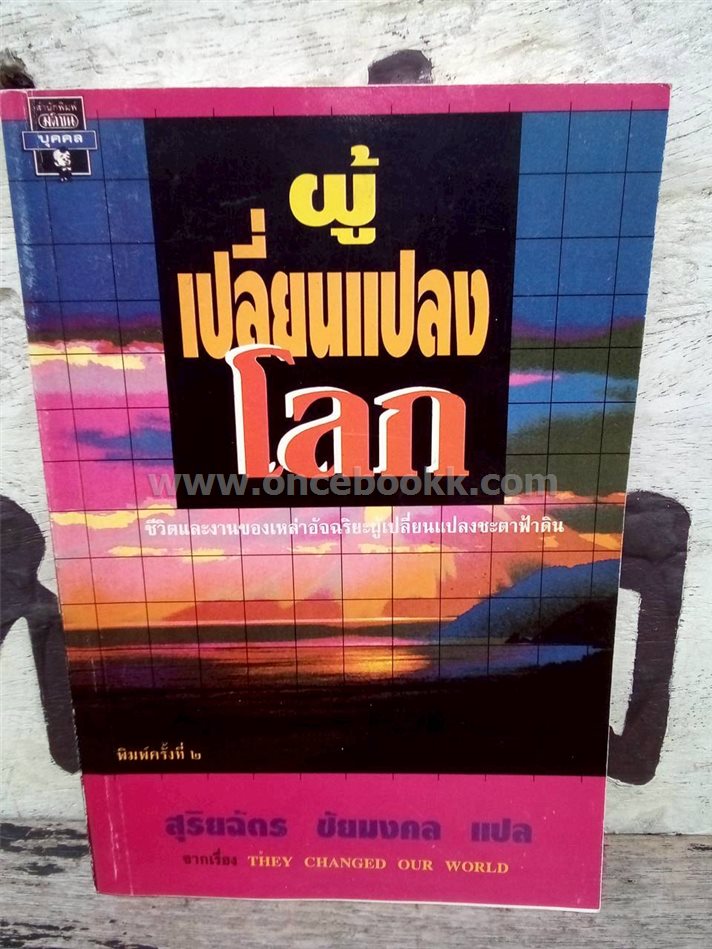 สำนักพิมพ์
มติชน
บุคคล
ผู้
เปลี่ยนแปลง
โลก
www.oncebookk.com
ชีวิตและงานของเหล่าอัจฉริยะผู้เปลี่ยนแปลงชะตาฟ้าดิน
พิมพ์ครั้งที่ ๒
สุริยฉัตร ชัยมงคล แปล
จากเรื่อง THEY CHANGED OUR WORLD